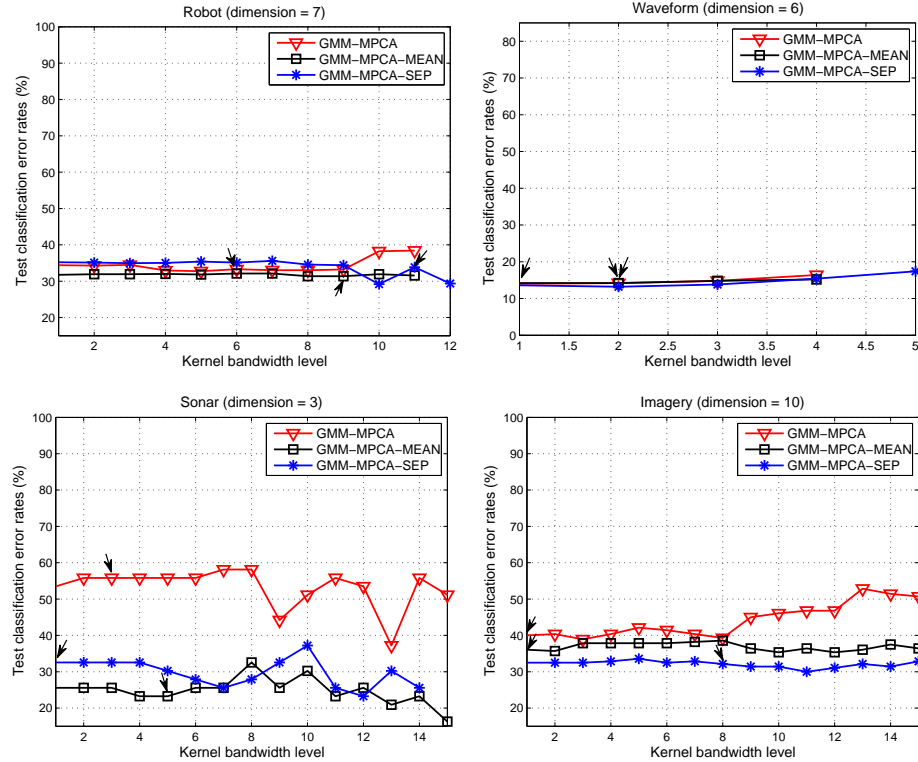 Robot (dimension = 7)
100
90
80
70
60
50
40
30
20
2
4
6
8
10
12
Test classification error rates (%)
Kernel bandwidth level
GMM−MPCA
GMM−MPCA−MEAN
GMM−MPCA−SEP
Waveform (dimension = 6)
80
70
60
50
40
30
20
10
0
1
1.5
2
2.5
3
3.5
4
4.5
5
Test classification error rates (%)
Kernel bandwidth level
GMM−MPCA
GMM−MPCA−MEAN
GMM−MPCA−SEP
Sonar (dimension = 3)
100
90
80
70
60
50
40
30
20
2
4
6
8
10
12
14
Test classification error rates (%)
Kernel bandwidth level
GMM−MPCA
GMM−MPCA−MEAN
GMM−MPCA−SEP
Imagery (dimension = 10)
100
90
80
70
60
50
40
30
20
2
4
6
8
10
12
14
Test classification error rates (%)
Kernel bandwidth level
GMM−MPCA
GMM−MPCA−MEAN
GMM−MPCA−SEP